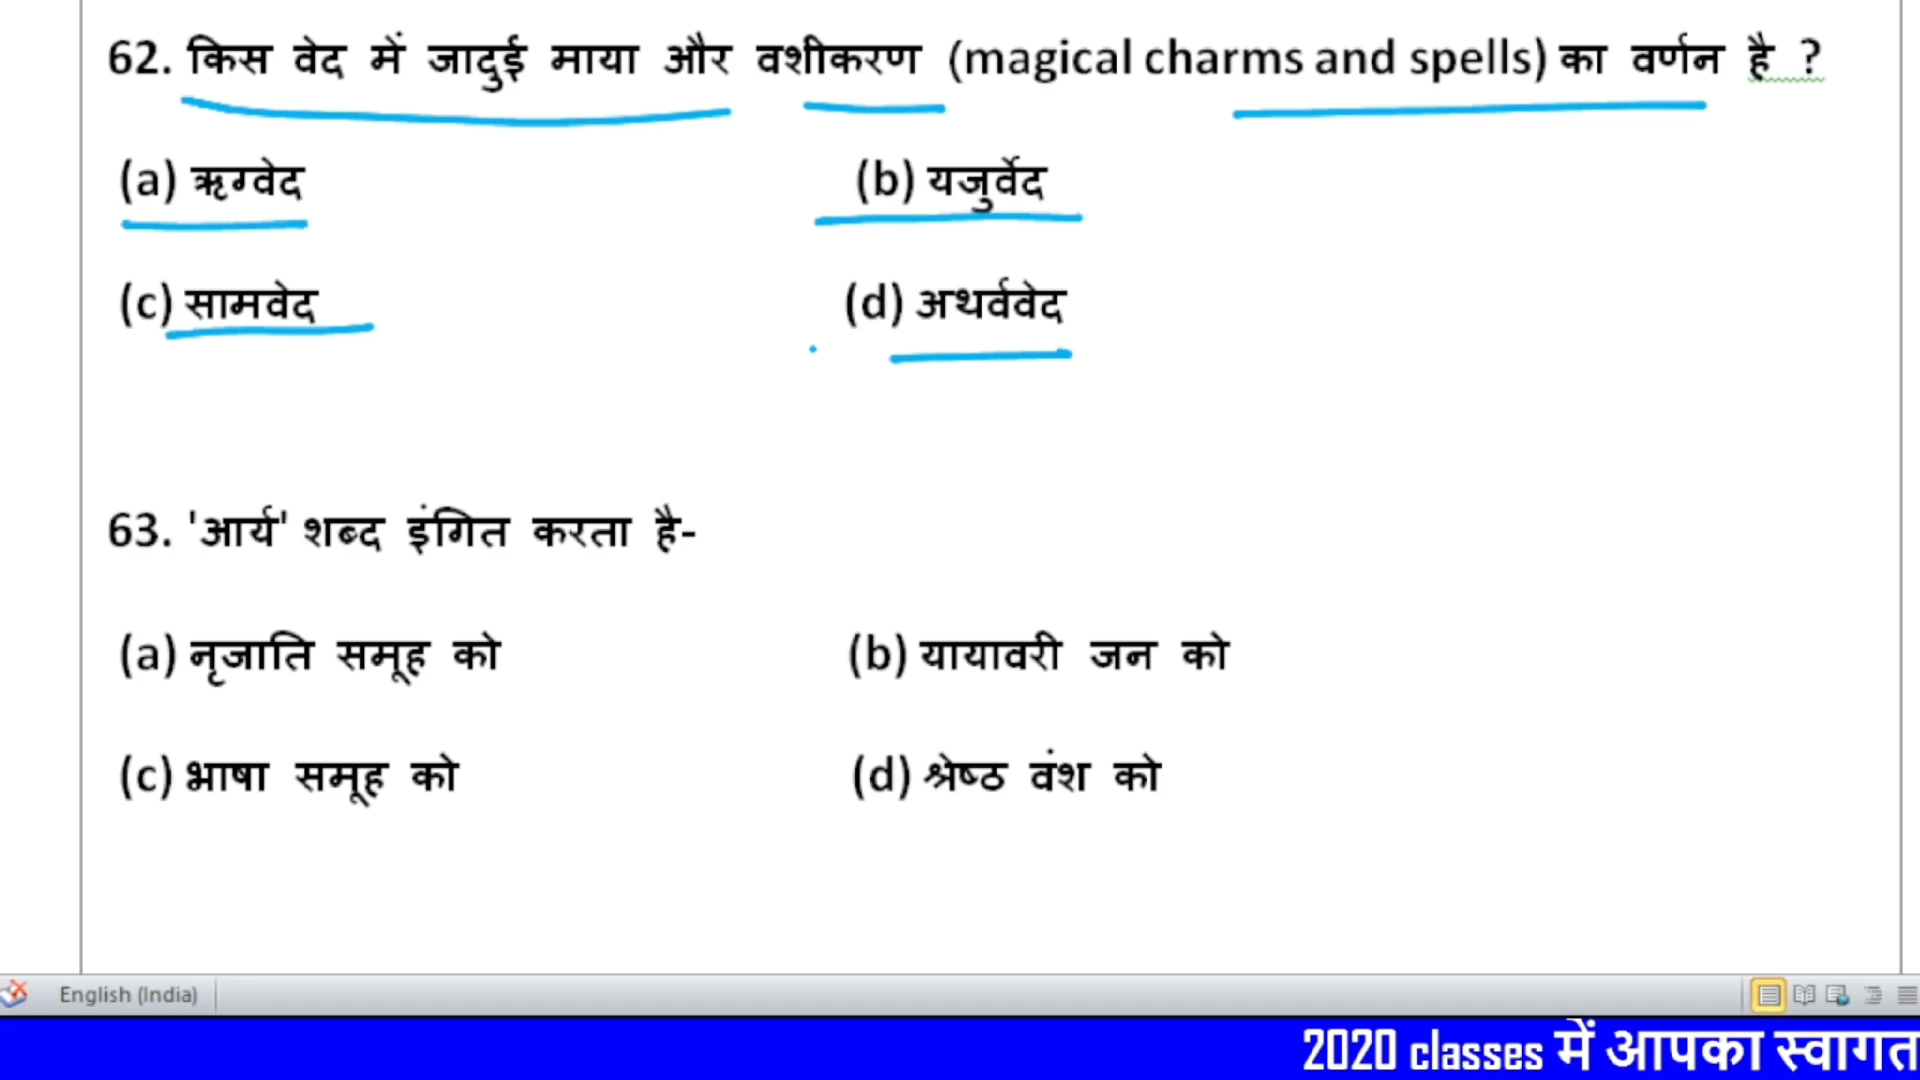 62. किस वेद में जादुई माया और वशीकरण (magical charms and spells) का वर्णन है ?
(a) ऋग्वेद (b) यजुर्वेद
(c) सामवेद (d) अथर्ववेद
63. 'आर्य' शब्द इंगित करता है-
(a) नृजाति समूह को (b) यायावरी जन को
(c) भाषा समूह को (d) श्रेष्ठ वंश को
English (India)
2020 classes में आपका स्वागत